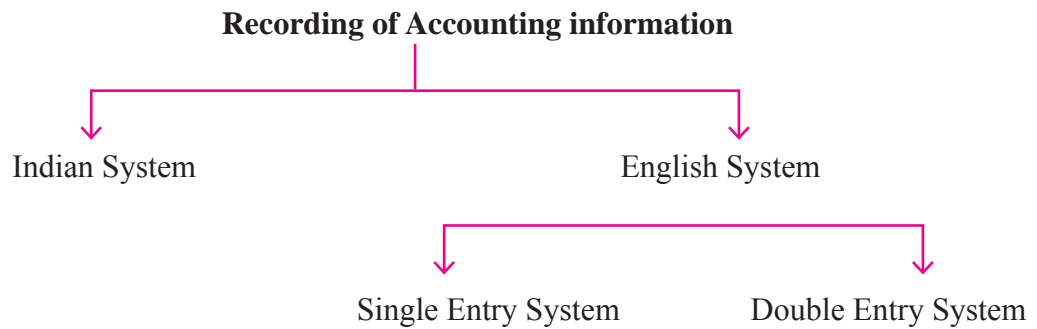 Recording of Accounting information
Indian System
English System
Single Entry System
Double Entry System